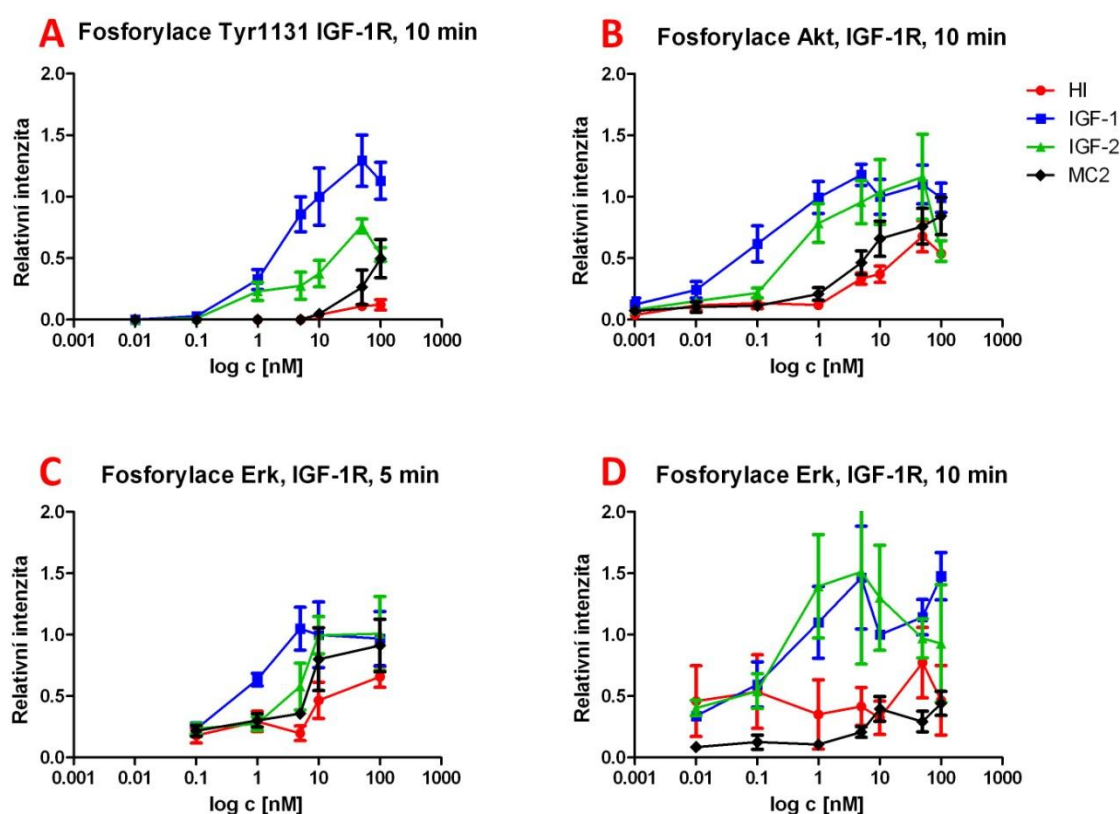 A Fosforylace Tyr1131 IGF-1R, 10 min
Relativní intenzita
2.0
1.5
1.0
0.5
0.0
0.001 0.01 0.1 1 10 100 1000
log c [nM]
B Fosforylace Akt, IGF-1R, 10 min
Relativní intenzita
2.0
1.5
1.0
0.5
0.0
0.001 0.01 0.1 1 10 100 1000
log c [nM]
HI
IGF-1
IGF-2
MC2
C Fosforylace Erk, IGF-1R, 5 min
Relativní intenzita
2.0
1.5
1.0
0.5
0.0
0.001 0.01 0.1 1 10 100 1000
log c [nM]
D Fosforylace Erk, IGF-1R, 10 min
Relativní intenzita
2.0
1.5
1.0
0.5
0.0
0.001 0.01 0.1 1 10 100 1000
log c [nM]